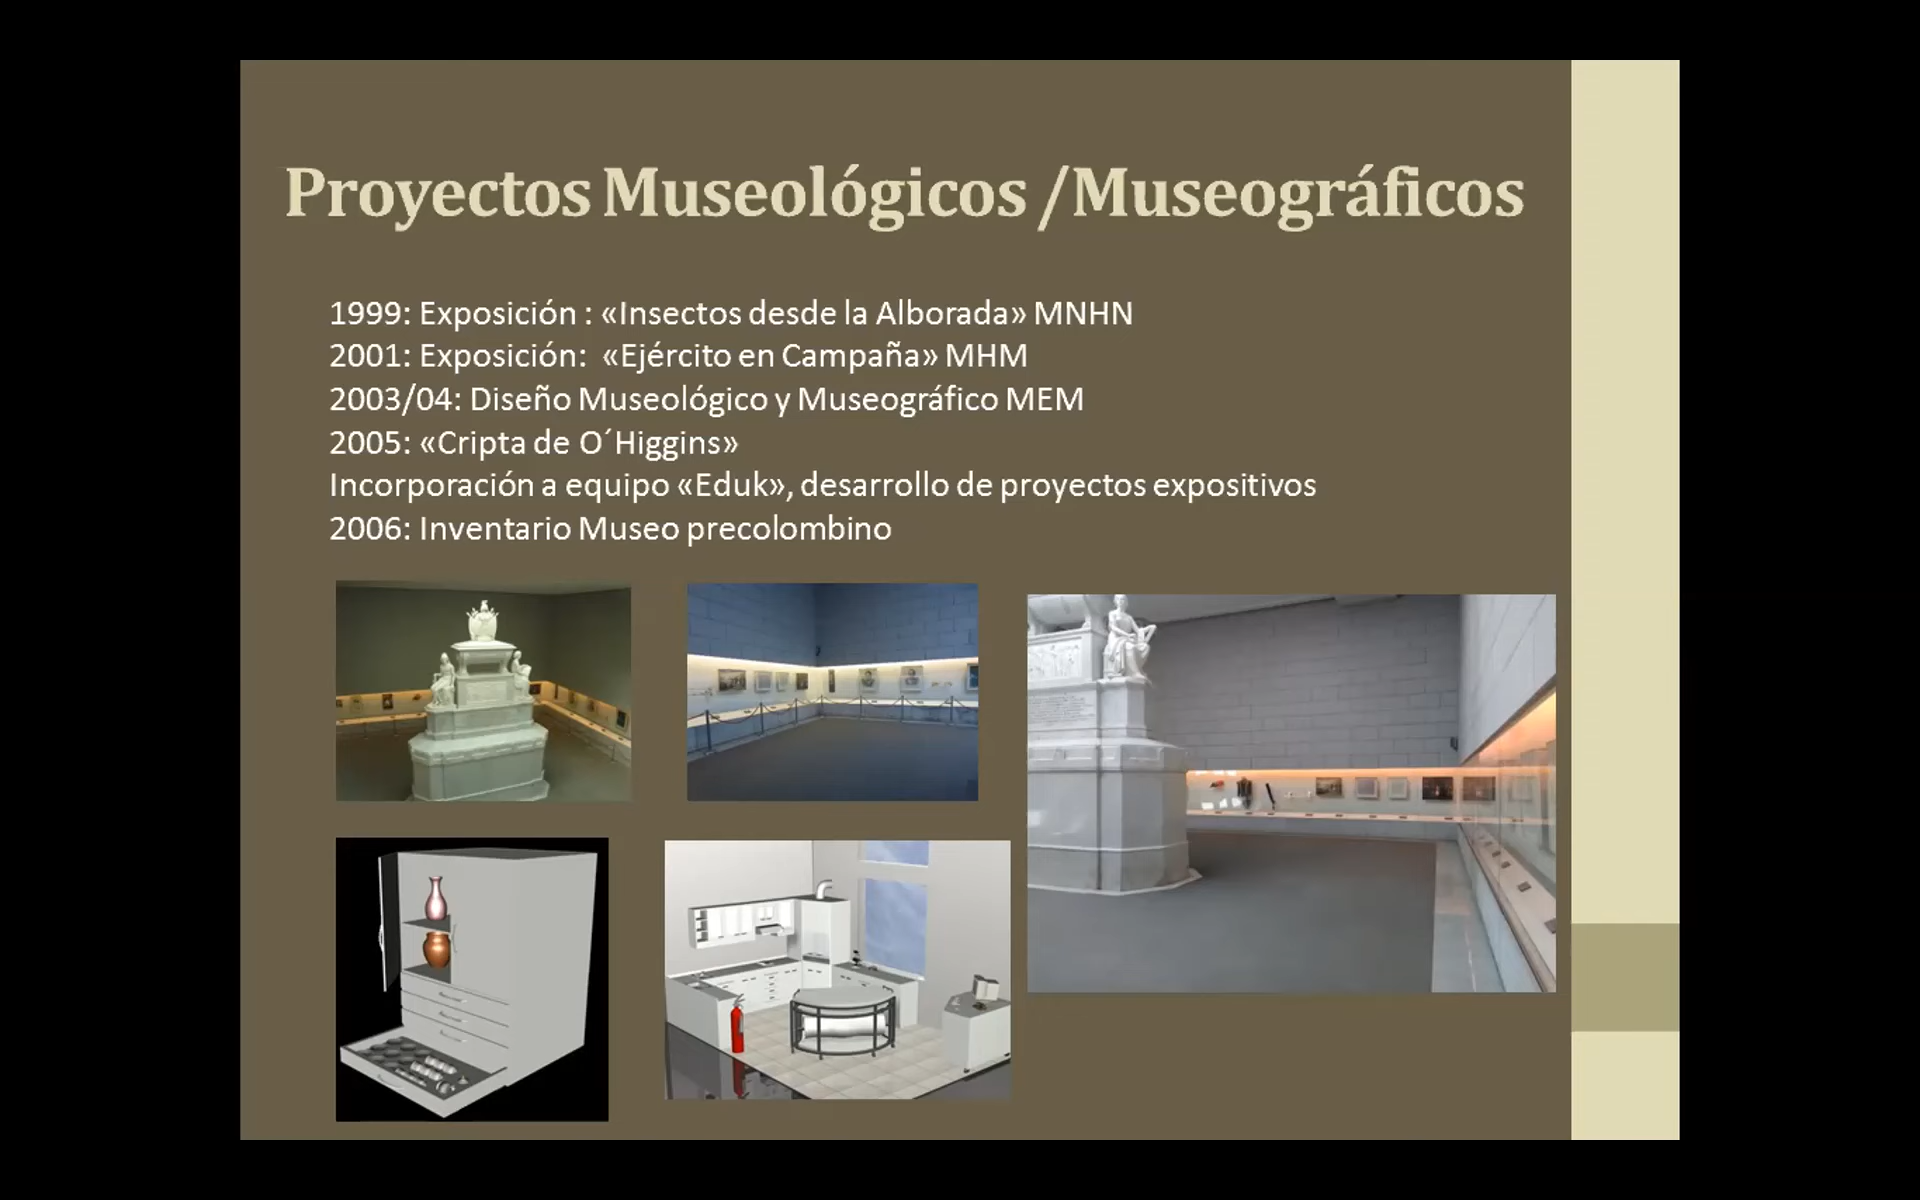 Proyectos Museológicos /Museográficos
1999: Exposición : «Insectos desde la Alborada» MNHN
2001: Exposición:  «Ejército en Campaña» MHM
2003/04: Diseño Museológico y Museográfico MEM
2005: «Cripta de O´Higgins»
Incorporación a equipo «Eduk», desarrollo de proyectos expositivos
2006: Inventario Museo precolombino